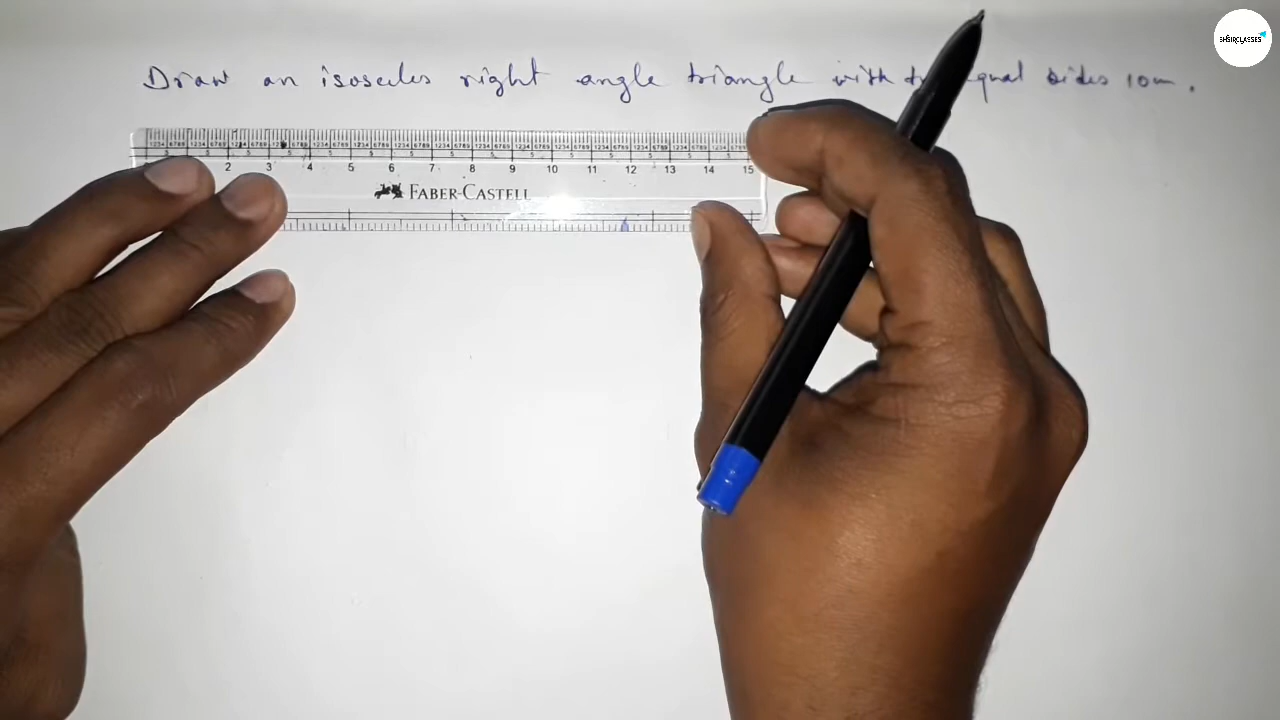 Draw an isosceles right angle triangle with equal sides 10cm.
SHSIRCLASSES
2 3 4 5 6 7 8 9 10 11 12 13 14 15
FABER-CASTELL